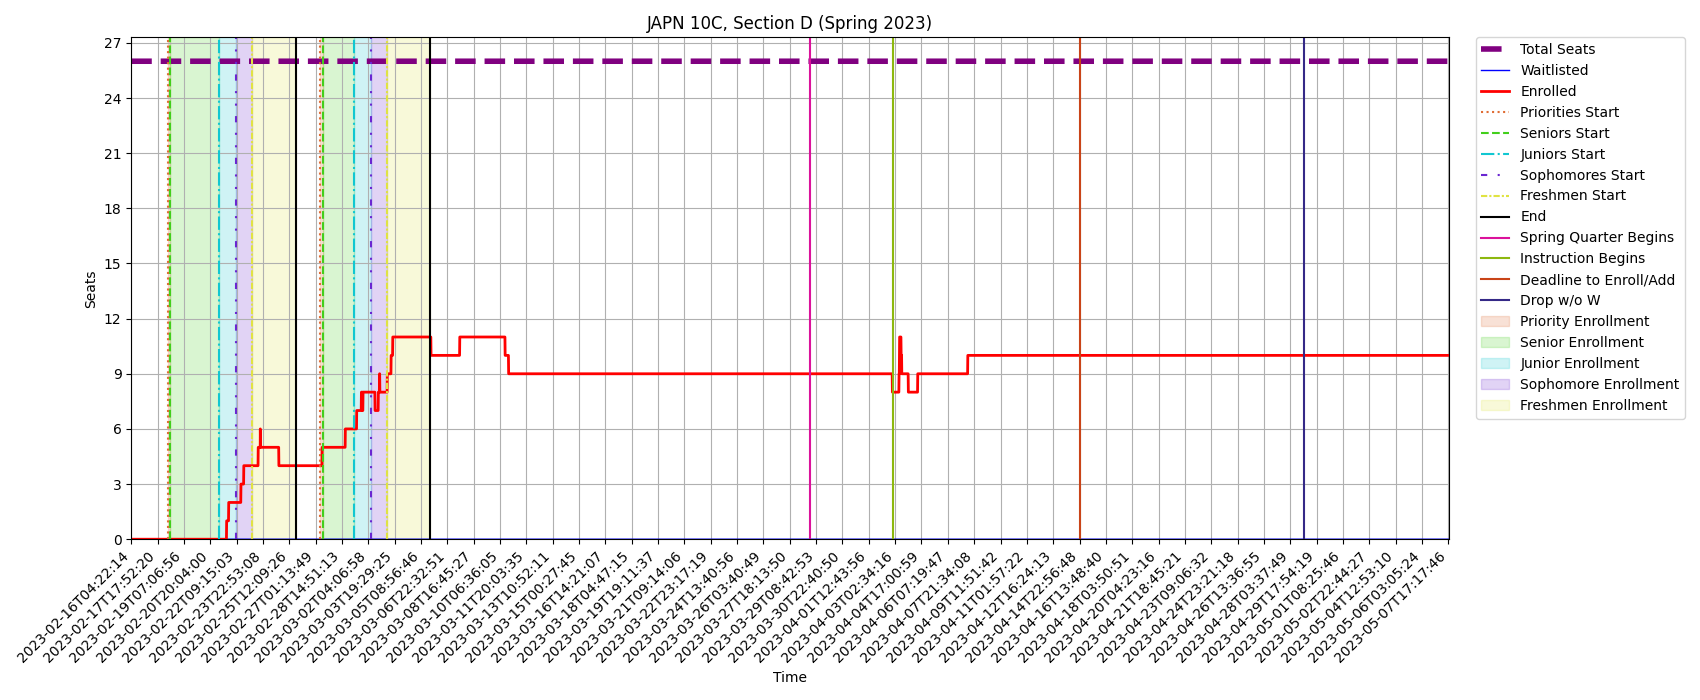 JAPN 10C, Section D (Spring 2023)
27
24
21
18
15
12
9
6
3
0
Seats
2023-02-16T04:22:14
2023-02-17T17:52:20
2023-02-19T07:06:56
2023-02-20T20:04:00
2023-02-22T09:15:03
2023-02-23T22:53:08
2023-02-25T12:09:26
2023-02-27T01:13:49
2023-02-28T14:51:13
2023-03-02T04:06:58
2023-03-03T19:29:25
2023-03-05T08:56:46
2023-03-06T22:32:51
2023-03-08T16:45:27
2023-03-10T06:36:05
2023-03-11T20:03:35
2023-03-13T10:52:11
2023-03-15T00:27:45
2023-03-16T14:21:07
2023-03-18T04:47:15
2023-03-19T19:11:37
2023-03-21T09:14:06
2023-03-22T23:17:19
2023-03-24T13:40:56
2023-03-26T03:40:49
2023-03-27T18:13:50
2023-03-29T08:42:53
2023-03-30T22:40:50
2023-04-01T12:43:56
2023-04-03T02:34:16
2023-04-04T17:00:59
2023-04-06T07:19:47
2023-04-07T21:34:08
2023-04-09T11:51:42
2023-04-11T01:57:22
2023-04-12T16:24:13
2023-04-14T22:56:48
2023-04-16T13:48:40
2023-04-18T03:50:51
2023-04-20T04:23:16
2023-04-21T18:45:21
2023-04-23T09:06:32
2023-04-24T23:21:18
2023-04-26T13:36:55
2023-04-28T03:37:49
2023-04-29T17:54:19
2023-05-01T08:25:46
2023-05-02T22:44:27
2023-05-04T12:53:10
2023-05-06T03:05:24
2023-05-07T17:17:46
Time
Total Seats
Waitlisted
Enrolled
Priorities Start
Seniors Start
Juniors Start
Sophomores Start
Freshmen Start
End
Spring Quarter Begins
Instruction Begins
Deadline to Enroll/Add
Drop w/o W
Priority Enrollment
Senior Enrollment
Junior Enrollment
Sophomore Enrollment
Freshmen Enrollment